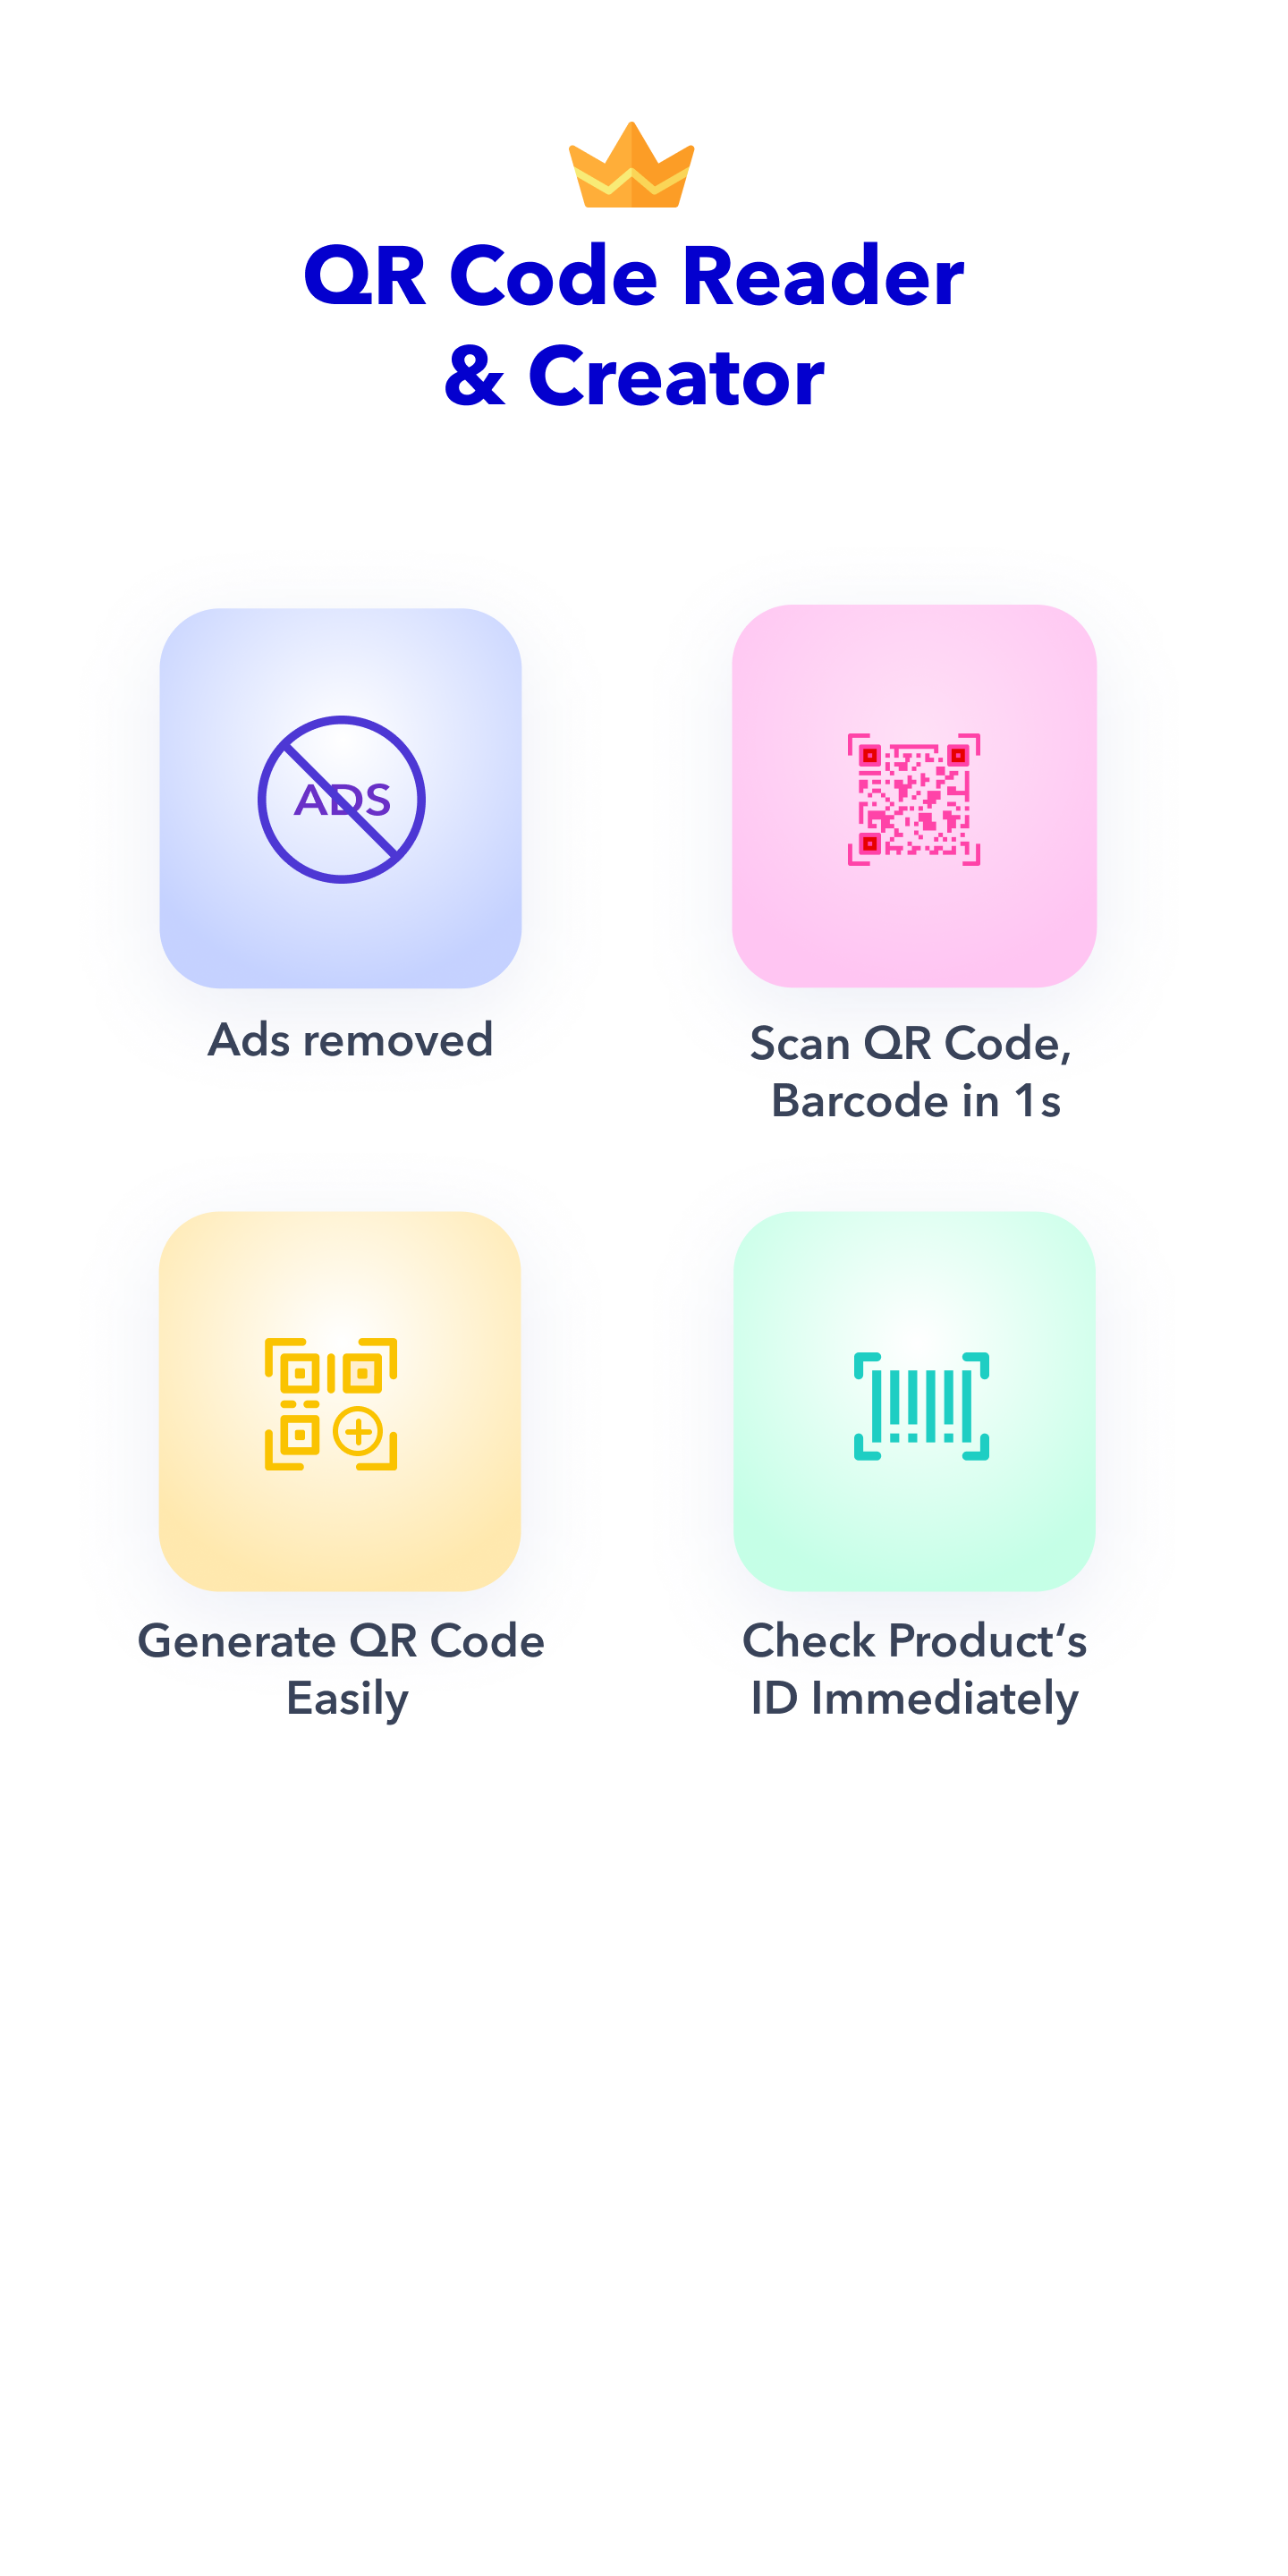 QR Code Reader
& Creator
ADS
Ads removed
Scan QR Code,
Barcode in 1s
Generate QR Code
Easily
Check Product‘s
ID Immediately